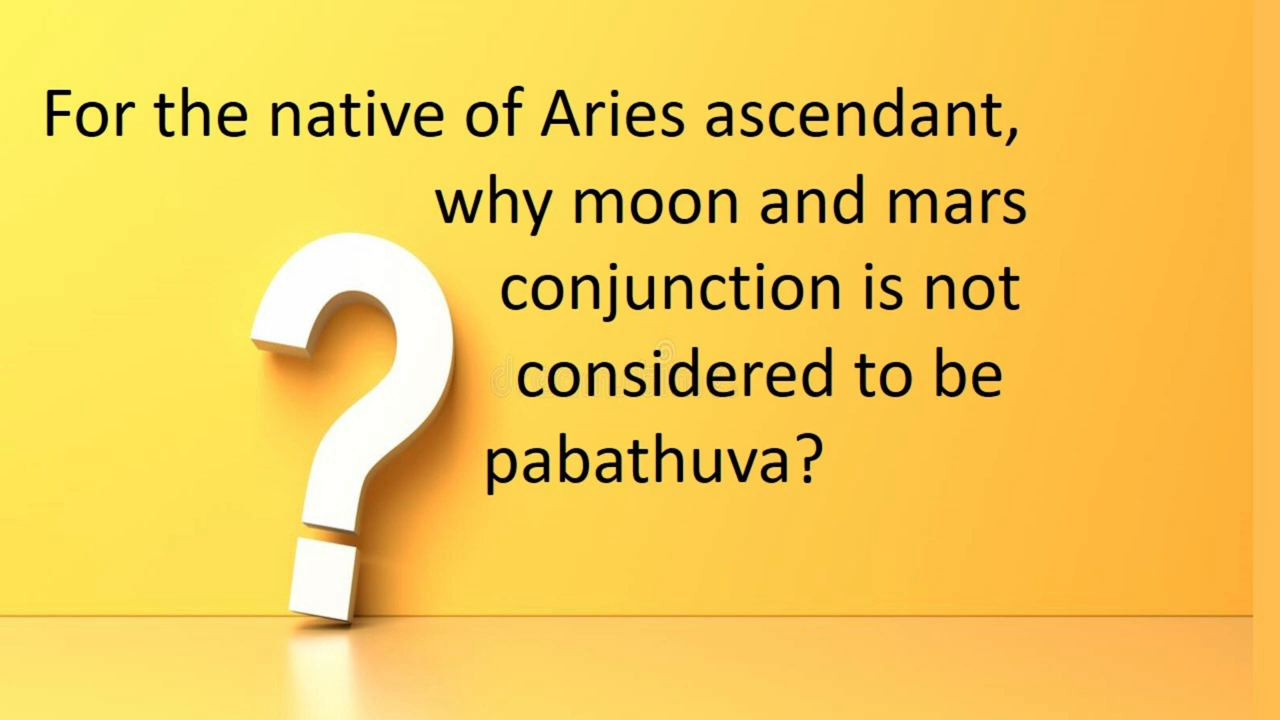 For the native of Aries ascendant,
why moon and mars
conjunction is not
considered to be
pabathuva?